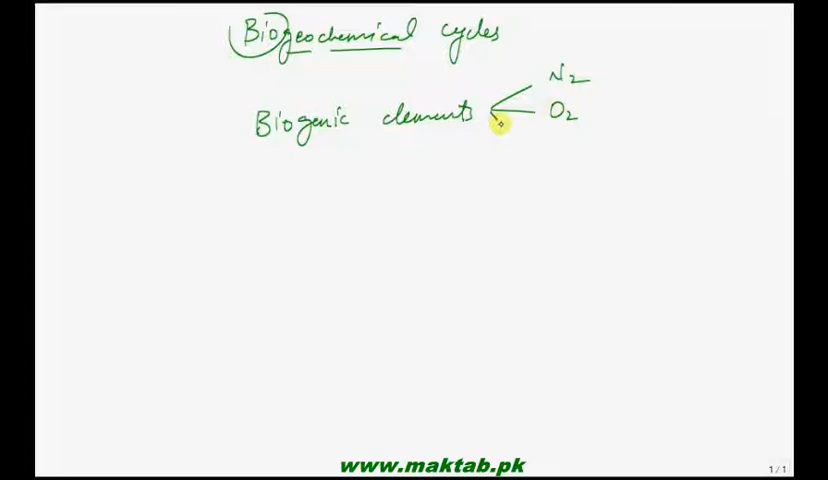 Biogeochemical cycles
N2
Biogenic elements
O2
www.maktab.pk
1/1